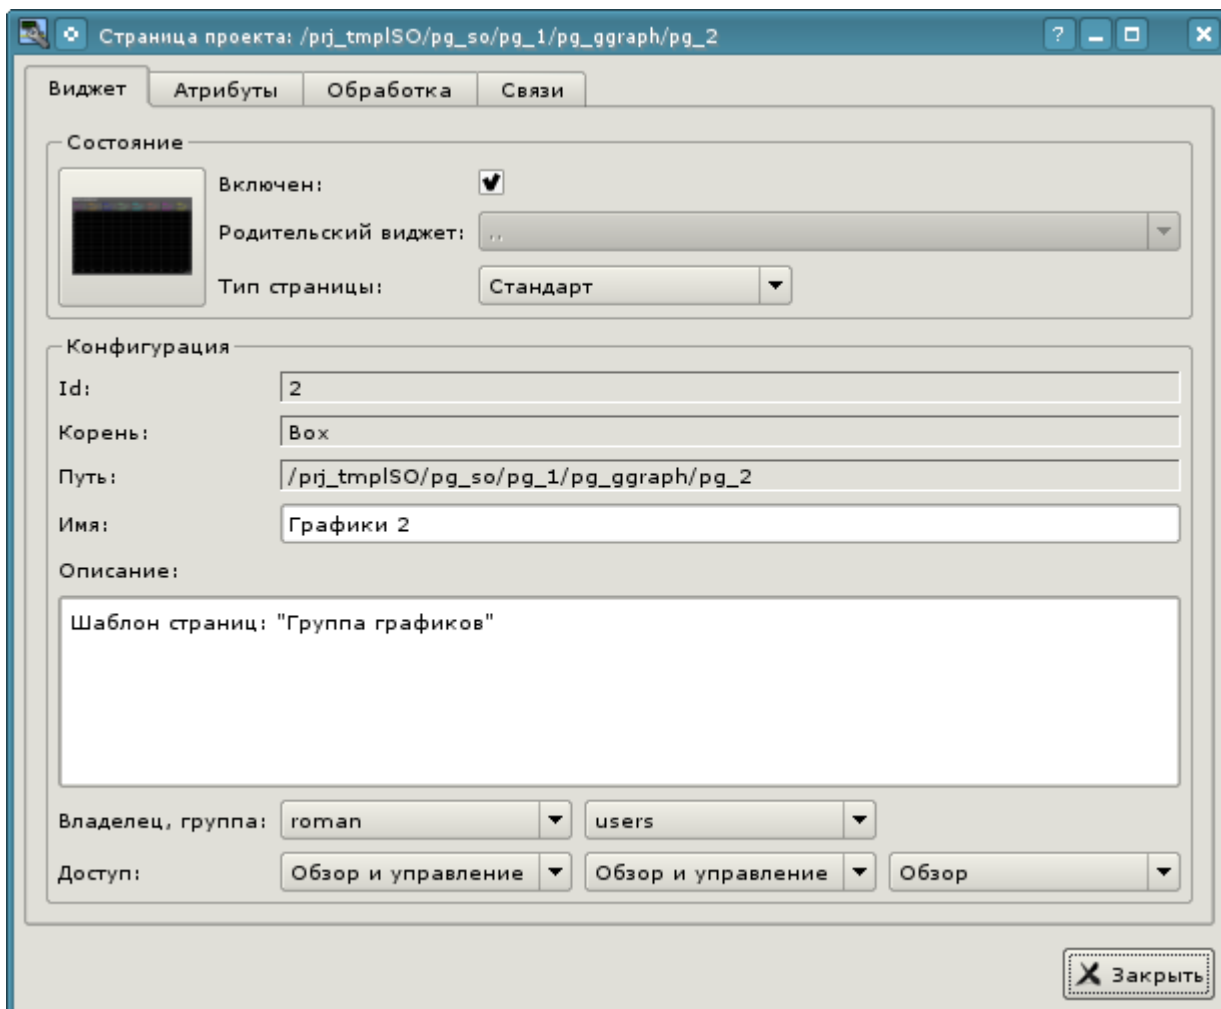 Страница проекта: /prj_tmplSO/pg_so/pg_1/pg_ggraph/pg_2 ?
Виджет Атрибуты Обработка Связи
Состояние
Включен:
Родительский виджет: ,,
Тип страницы: Стандарт
Конфигурация
Id: 2
Корень: Box
Путь: /prj_tmplSO/pg_so/pg_1/pg_ggraph/pg_2
Имя: Графики 2
Описание:
Шаблон страниц: "Группа графиков"
Владелец, группа: roman users
Доступ: Обзор и управление Обзор и управление Обзор
Закрыть